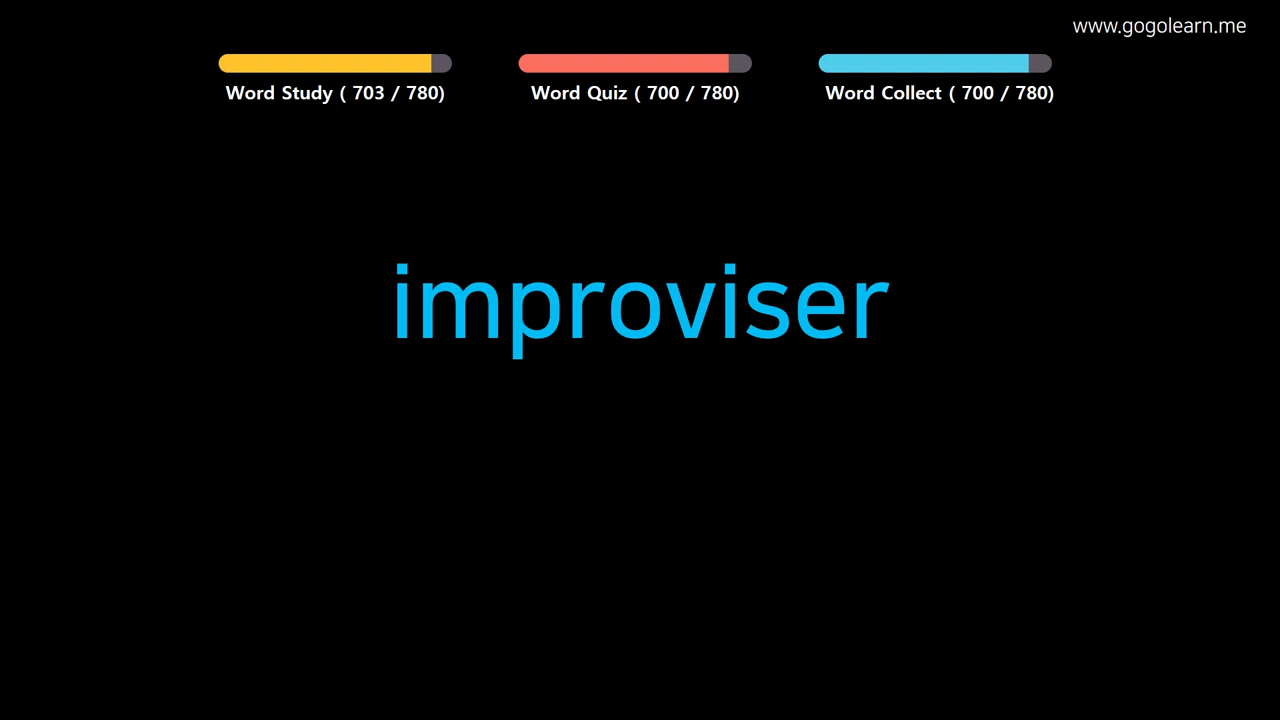 www.gogolearn.me
Word Study ( 703 / 780)
Word Quiz ( 700 / 780)
Word Collect ( 700 / 780)
improviser